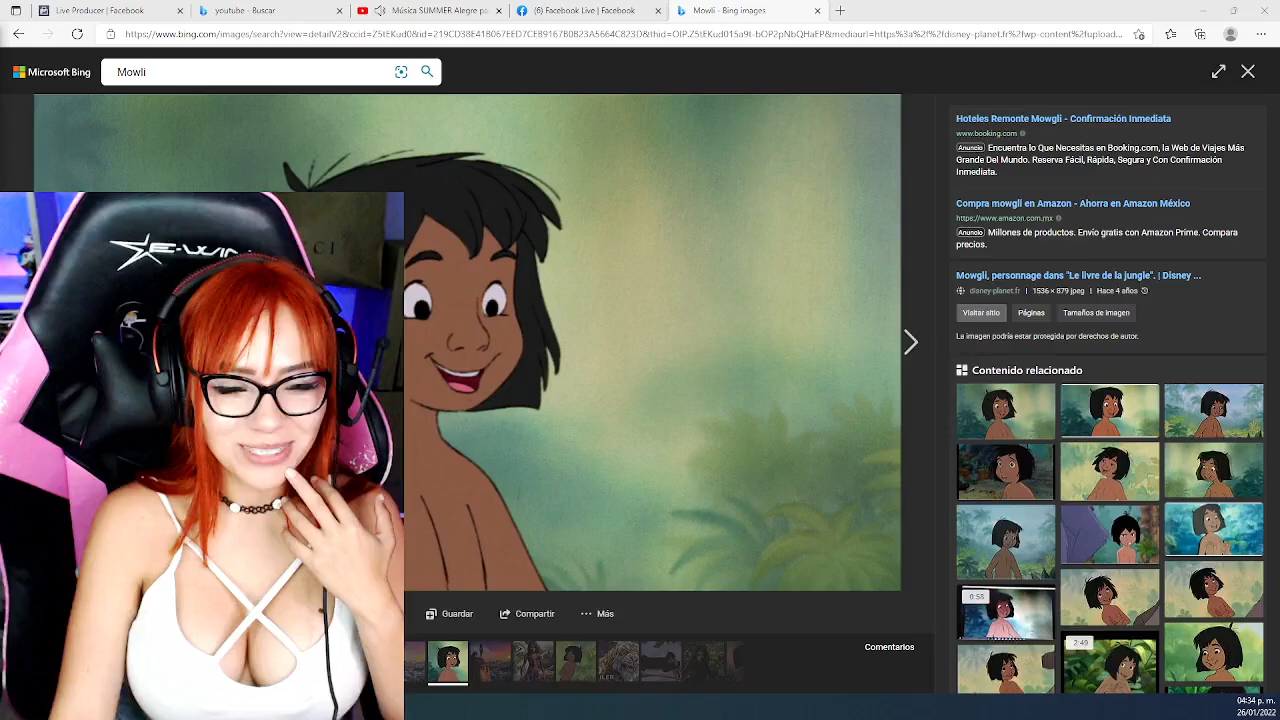 Live Producer | Facebook
youtube - Buscar
Música SUMMER Alegre pa
(6) Facebook Live | Facebook
Mowli - Bing images
https://www.bing.com/images/search?view=detailV2&ccid=Z5tEKud0&id=219CD38E41B067EED7CEB9167B0B23A5664C823D&thid=OIP.Z5tEKud015a9t-bOP2pNbQHaEP&mediaurl=https%3a%2f%2fdisney-planet.fr%2fwp-content%2fupload...
Microsoft Bing
Mowli
Hoteles Remonte Mowgli - Confirmación Inmediata
www.booking.com
Anuncio Encuentra lo Que Necesitas en Booking.com, la Web de Viajes Más
Grande Del Mundo. Reserve Fácil, Rápida, Segura y Con Confirmación
Inmediata.
Compra mowgli en Amazon - Ahorra en Amazon México
https://www.amazon.com.mx
Anuncio Millones de productos. Envío gratis con Amazon Prime. Compara
precios.
Mowgli, personnage dans "Le livre de la jungle". | Disney ...
disney-planet.fr | 1536 × 879 jpeg | Hace 4 años
Visitar sitio
Páginas
Tamaños de imagen
La imagen podría estar protegida por derechos de autor.
Contenido relacionado
0:55
2:49
E-WIN
CI
Guardar
Compartir
Más
Comentarios
04:34 p. m.
26/01/2022